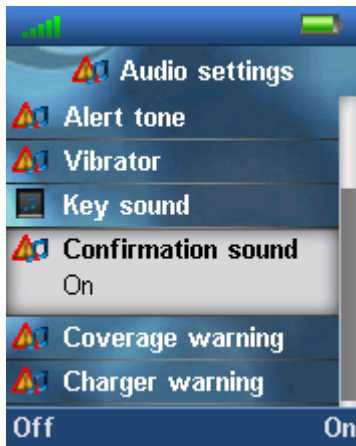 Audio settings
Alert tone
Vibrator
Key sound
Confirmation sound
On
Coverage warning
Charger warning
Off On